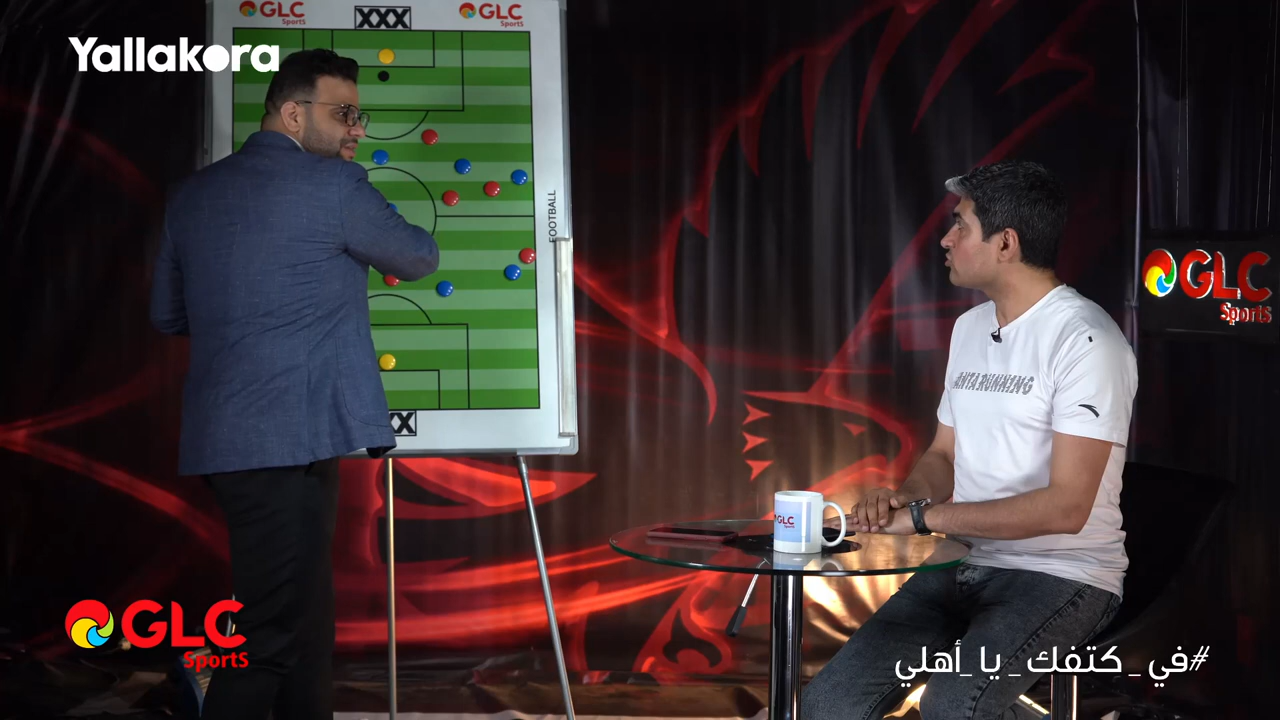 GLC
Sports
XXX
GLC
Sports
Yallakora
FOOTBALL
GLC
Sports
ANTA RUNNING
GLC
Sports
XX
GLC
Sports
#في_كتفك_يا_أهلي